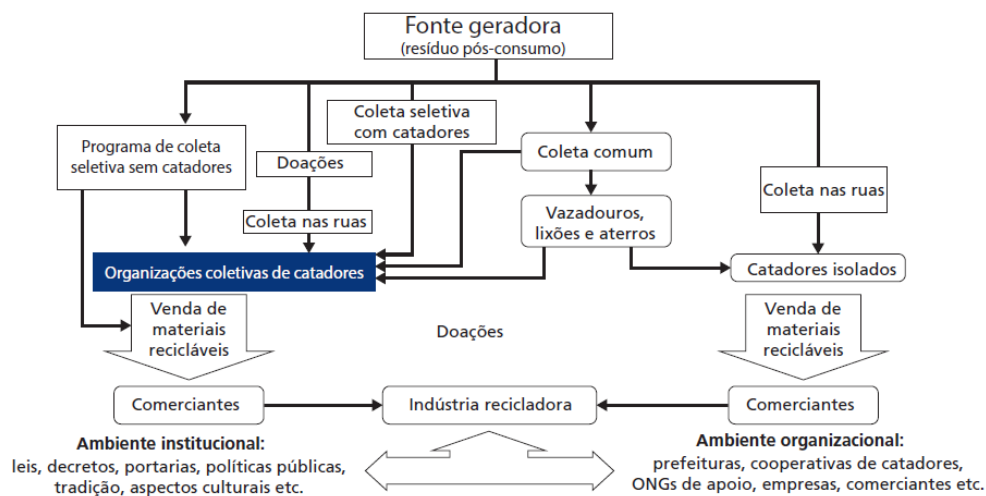 Fonte geradora
(resíduo pós-consumo)
Programa de coleta
seletiva sem catadores
Doações
Coleta nas ruas
Coleta seletiva
com catadores
Coleta comum
Vazadouros,
lixões e aterros
Coleta nas ruas
Organizações coletivas de catadores
Catadores isolados
Venda de
materiais
recicláveis
Doações
Venda de
materiais
recicláveis
Comerciantes
Indústria recicladora
Comerciantes
Ambiente institucional:
leis, decretos, portarias, políticas públicas,
tradição, aspectos culturais etc.
Ambiente organizacional:
prefeituras, cooperativas de catadores,
ONGs de apoio, empresas, comerciantes etc.